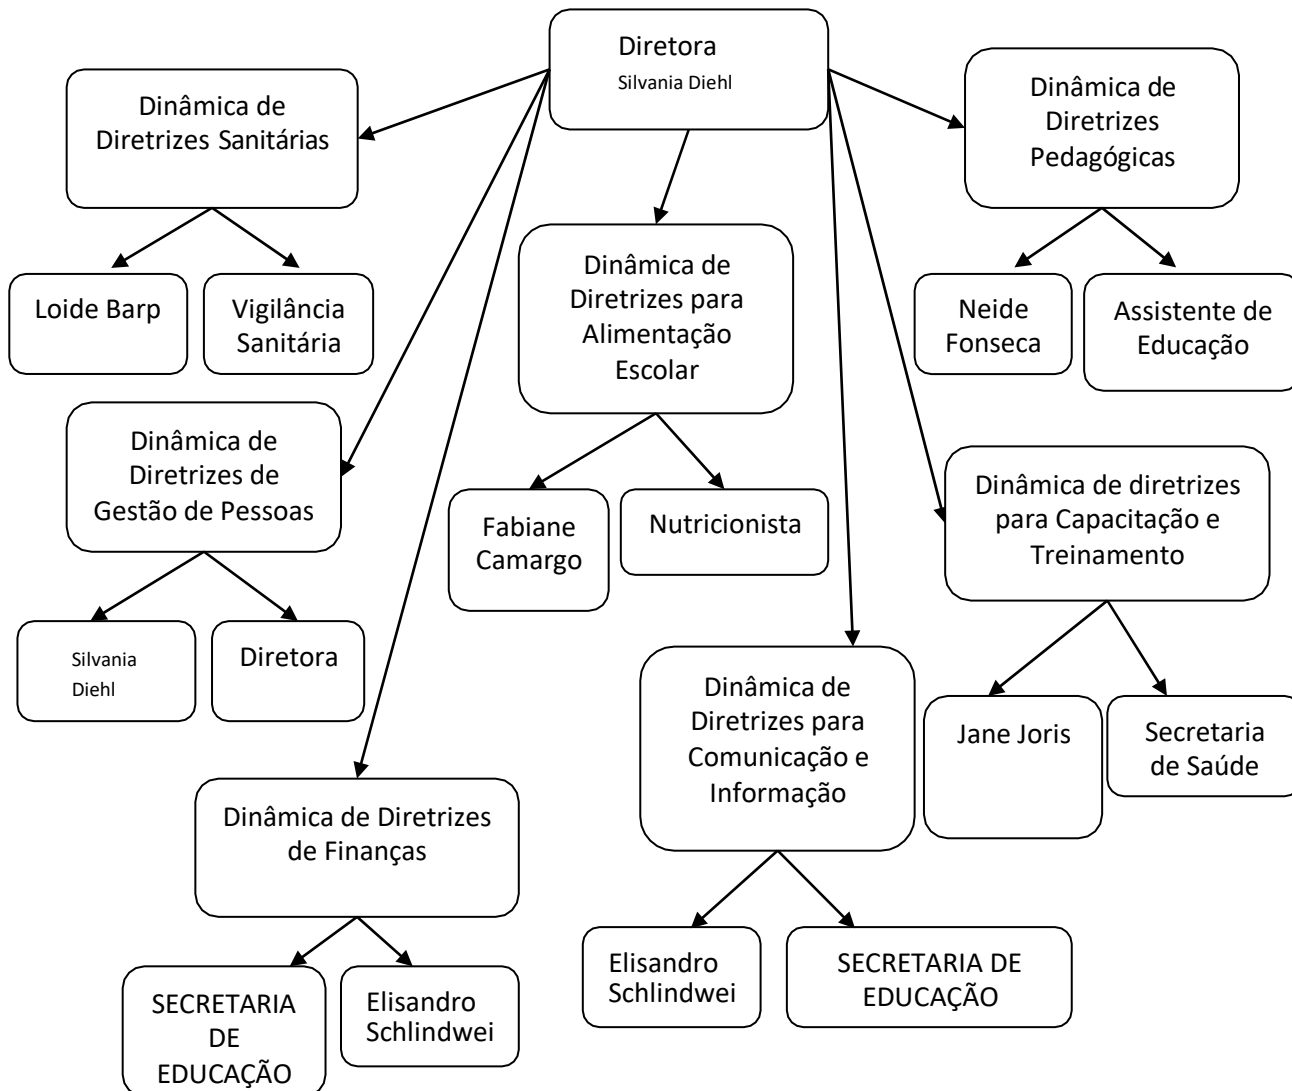 Diretora
Silvania Diehl
Dinâmica de
Diretrizes Sanitárias
Dinâmica de
Diretrizes
Pedagógicas
Loide Barp
Vigilância
Sanitária
Dinâmica de
Diretrizes para
Alimentação
Escolar
Neide
Fonseca
Assistente de
Educação
Dinâmica de
Diretrizes de
Gestão de Pessoas
Fabiane
Camargo
Nutricionista
Dinâmica de diretrizes
para Capacitação e
Treinamento
Silvania
Diehl
Diretora
Dinâmica de
Diretrizes para
Comunicação e
Informação
Jane Joris
Secretaria
de Saúde
Dinâmica de Diretrizes
de Finanças
Elisandro
Schlindwei
SECRETARIA DE
EDUCAÇÃO
SECRETARIA
DE
EDUCAÇÃO
Elisandro
Schlindwei